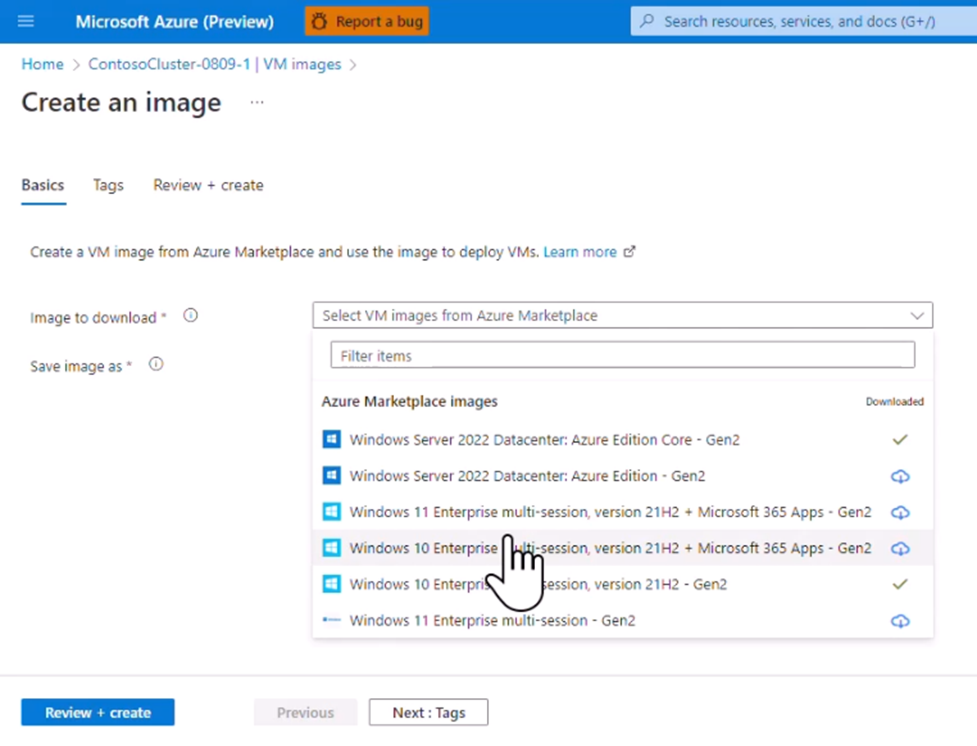 Microsoft Azure (Preview) Report a bug Search resources, services, and docs (G+/)
Home > ContosoCluster-0809-1 | VM images >
Create an image ...
Basics Tags Review + create
Create a VM image from Azure Marketplace and use the image to deploy VMs. Learn more
Image to download * Select VM images from Azure Marketplace
Save image as * Filter items
Azure Marketplace images Downloaded
Windows Server 2022 Datacenter: Azure Edition Core - Gen2
Windows Server 2022 Datacenter: Azure Edition - Gen2
Windows 11 Enterprise multi-session, version 21H2 + Microsoft 365 Apps - Gen2
Windows 10 Enterprise multi-session, version 21H2 + Microsoft 365 Apps - Gen2
Windows 10 Enterprise multi-session, version 21H2 - Gen2
Windows 11 Enterprise multi-session - Gen2
Review + create Previous Next : Tags